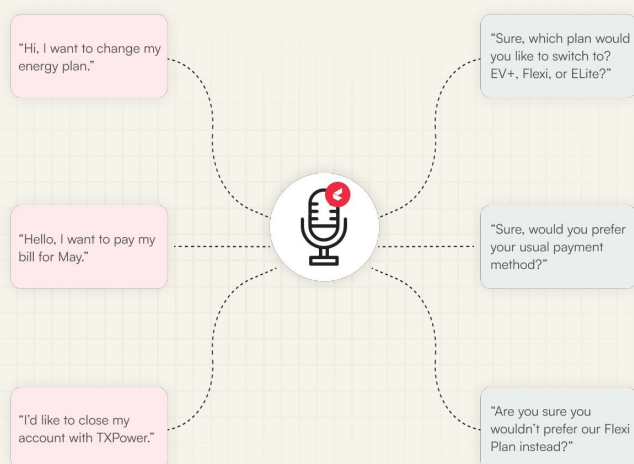 “Hi, I want to change my
energy plan.”
“Sure, which plan would
you like to switch to?
EV+, Flexi, or ELite?”
“Hello, I want to pay my
bill for May.”
“Sure, would you prefer
your usual payment
method?”
“I’d like to close my
account with TXPower.”
“Are you sure you
wouldn’t prefer our Flexi
Plan instead?”